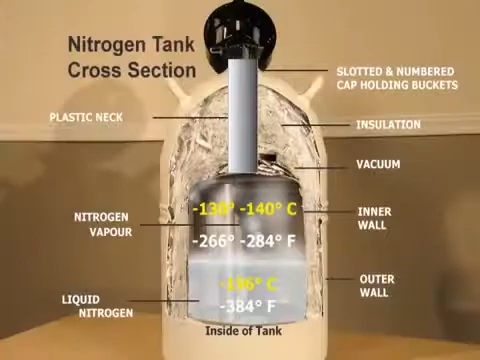 Nitrogen Tank
Cross Section
SLOTTED & NUMBERED
CAP HOLDING BUCKETS
PLASTIC NECK
INSULATION
VACUUM
-130° -140° C
INNER
WALL
NITROGEN
VAPOUR
-266° -284° F
OUTER
WALL
-196° C
LIQUID
NITROGEN
-384° F
Inside of Tank